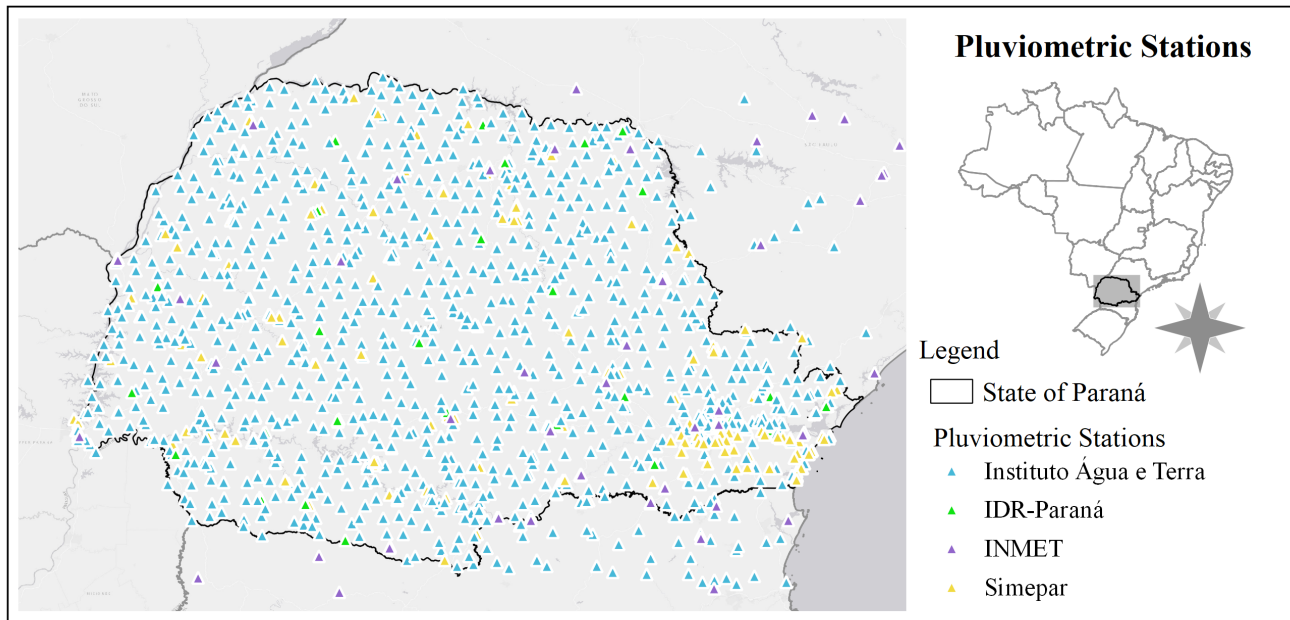 Pluviometric Stations
Legend
State of Paraná
Pluviometric Stations
Instituto Água e Terra
IDR-Paraná
INMET
Simepar